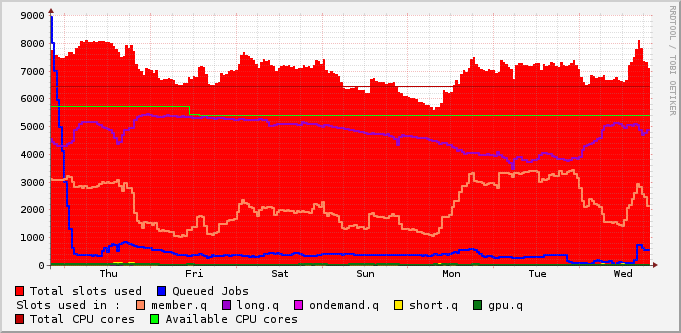 9000
8000
7000
6000
5000
4000
3000
2000
1000
0
Thu Fri Sat Sun Mon Tue Wed
RRDTOOL / TOBI OETIKER
Total slots used Queued Jobs
Slots used in : member.q long.q ondemand.q short.q gpu.q
Total CPU cores Available CPU cores